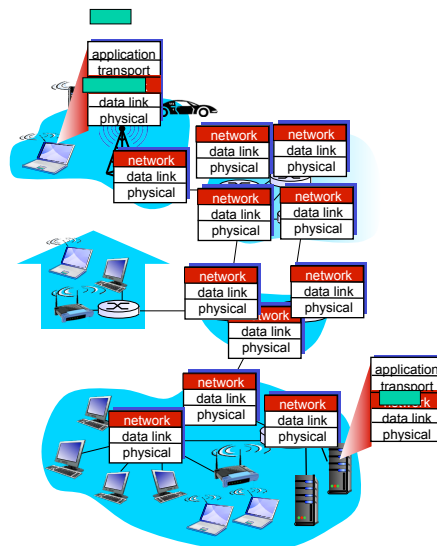 application
transport
data link
physical
network
data link
physical
network
data link
physical
network
data link
physical
network
data link
physical
network
data link
physical
network
data link
physical
network
data link
physical
network
data link
physical
network
data link
physical
application
transport
network
data link
physical
network
data link
physical
network
data link
physical